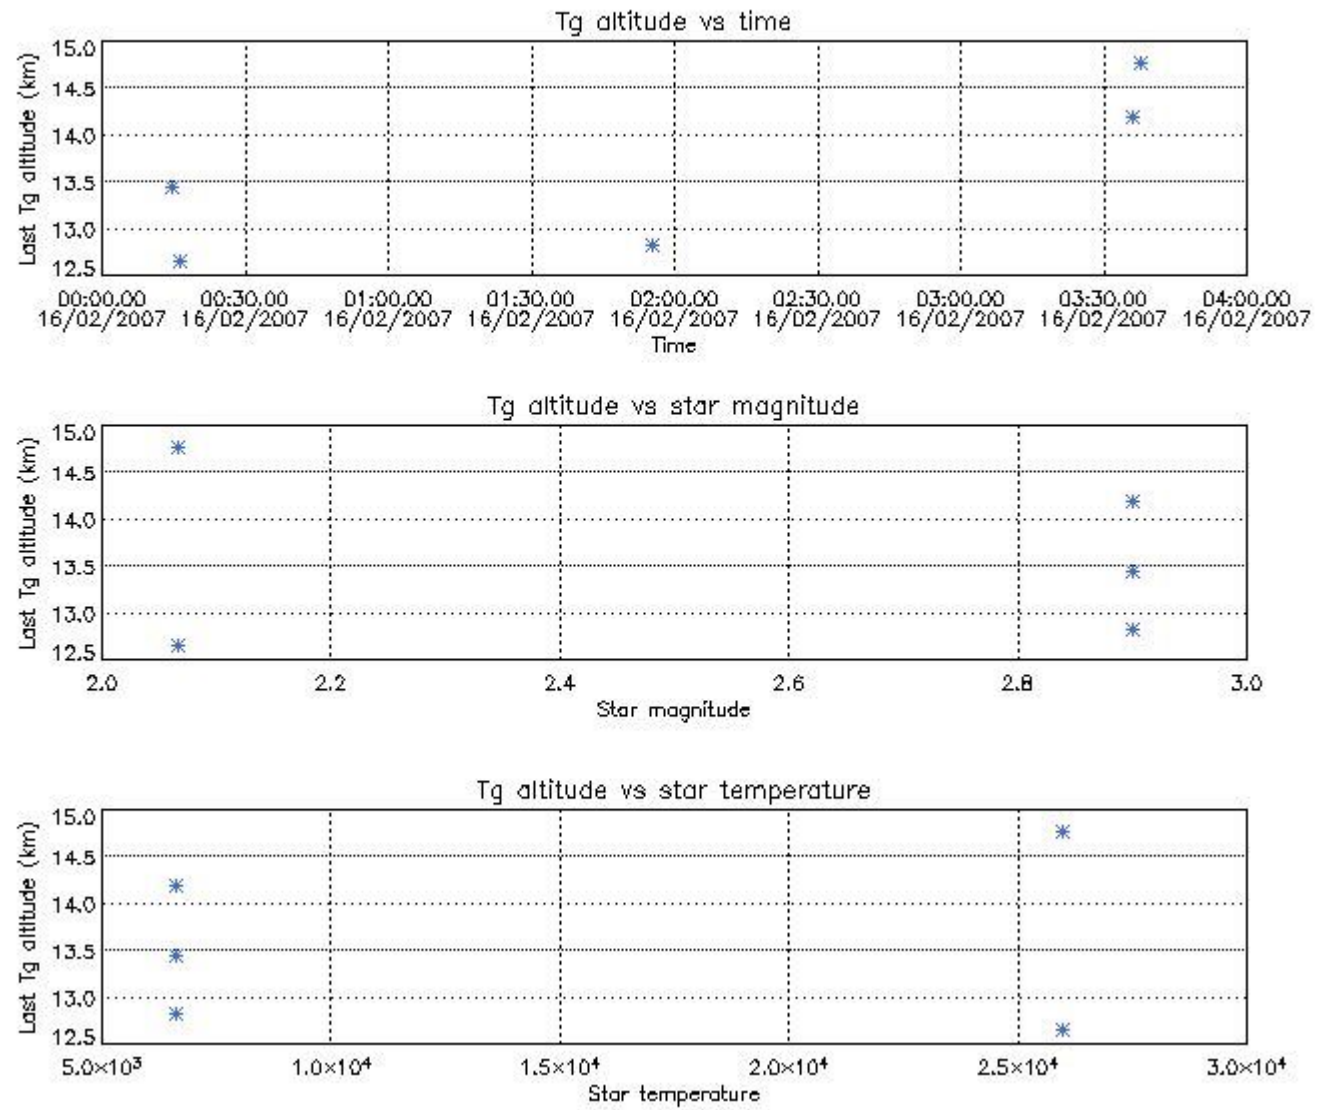 Tg altitude vs time
Last Tg altitude (km)
15.0
14.5
14.0
13.5
13.0
12.5
00:00.00 00:30.00 01:00.00 01:30.00 02:00.00 02:30.00 03:00.00 03:30.00 04:00.00
16/02/2007 16/02/2007 16/02/2007 16/02/2007 16/02/2007 16/02/2007 16/02/2007 16/02/2007 16/02/2007
Time
Tg altitude vs star magnitude
Last Tg altitude (km)
15.0
14.5
14.0
13.5
13.0
12.5
2.0 2.2 2.4 2.6 2.8 3.0
Star magnitude
Tg altitude vs star temperature
Last Tg altitude (km)
15.0
14.5
14.0
13.5
13.0
12.5
5.0×10³ 1.0×10⁴ 1.5×10⁴ 2.0×10⁴ 2.5×10⁴ 3.0×10⁴
Star temperature